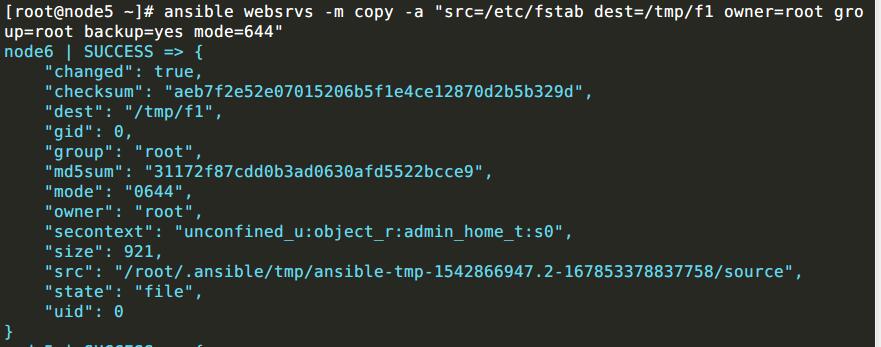 [root@node5 ~]# ansible websrvs -m copy -a "src=/etc/fstab dest=/tmp/f1 owner=root gro
up=root backup=yes mode=644"
node6 | SUCCESS => {
    "changed": true,
    "checksum": "aeb7f2e52e07015206b5f1e4ce12870d2b5b329d",
    "dest": "/tmp/f1",
    "gid": 0,
    "group": "root",
    "md5sum": "31172f87cdd0b3ad0630afd5522bcce9",
    "mode": "0644",
    "owner": "root",
    "secontext": "unconfined_u:object_r:admin_home_t:s0",
    "size": 921,
    "src": "/root/.ansible/tmp/ansible-tmp-1542866947.2-167853378837758/source",
    "state": "file",
    "uid": 0
}